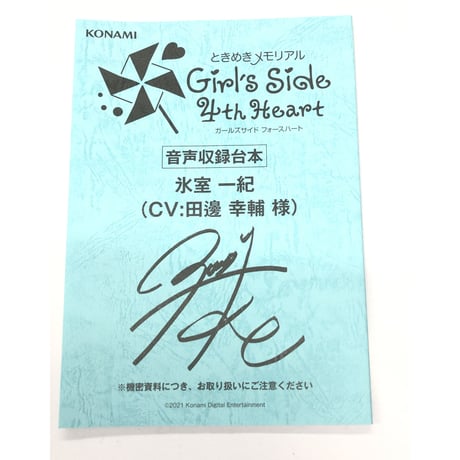 KONAMI
ときめきメモリアル
Girl's Side
4th Heart
ガールズサイド フォースハート
音声収録台本
氷室 一紀
(CV:田邊 幸輔 様)
※機密資料につき、お取り扱いにご注意ください
©2021 Konami Digital Entertainment